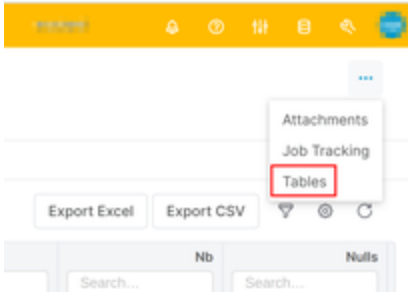 Attachments
Job Tracking
Tables
Export Excel Export CSV
Nb Nulls
Search... Search...